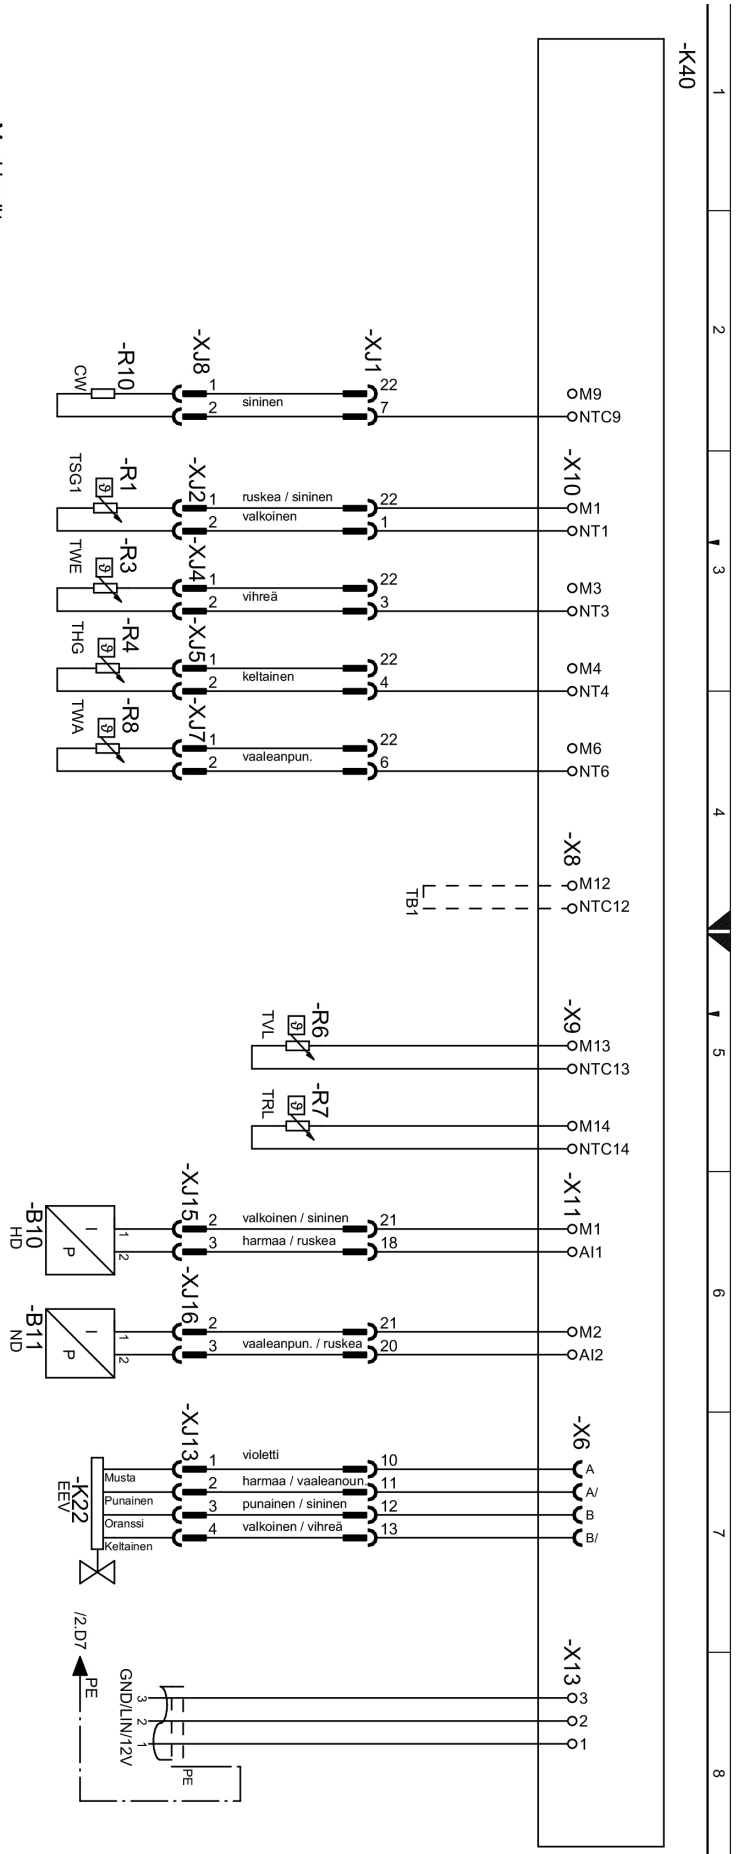 -K40
1
2
3
4
5
6
7
8
-XJ1
-XJ8
-R10
CW
1
22
M9
sininen
2
7
NTC9
-X10
-XJ2
-R1
TSG1
1
ruskea / sininen
22
M1
2
valkoinen
1
NT1
-XJ4
-R3
TWE
ϑ
1
22
M3
vihreä
2
3
NT3
-XJ5
-R4
THG
ϑ
1
22
M4
keltainen
2
4
NT4
-XJ7
-R8
TWA
ϑ
1
22
M6
vaaleanpun.
2
6
NT6
-X8
M12
TB1
NTC12
-X9
-R6
TVL
ϑ
M13
NTC13
-R7
TRL
ϑ
M14
NTC14
-X11
-XJ15
-B10
HD
I
P
1
2
valkoinen / sininen
21
M1
2
3
harmaa / ruskea
18
AI1
-XJ16
-B11
ND
I
P
1
2
21
M2
2
3
vaaleanpun. / ruskea
20
AI2
-X6
-XJ13
-K22
EEV
Musta
1
violetti
10
A
Punainen
2
harmaa / vaaleanoun.
11
A/
Oranssi
3
punainen / sininen
12
B
Keltainen
4
valkoinen / vihreä
13
B/
-X13
/2.D7
PE
GND/LIN/12V
3
3
2
2
1
1
PE